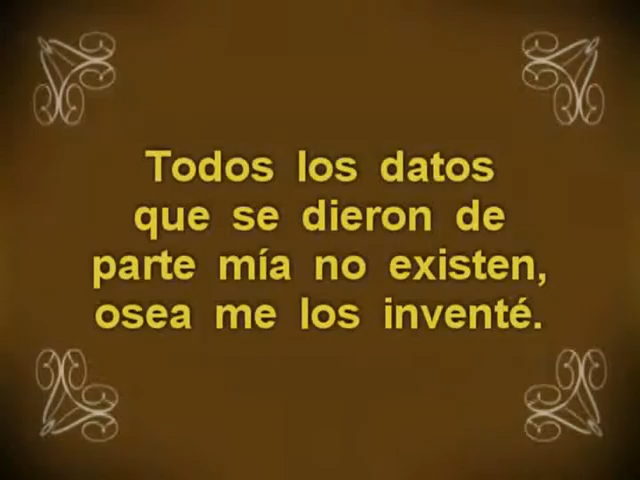 Todos los datos
que se dieron de
parte mía no existen,
osea me los inventé.